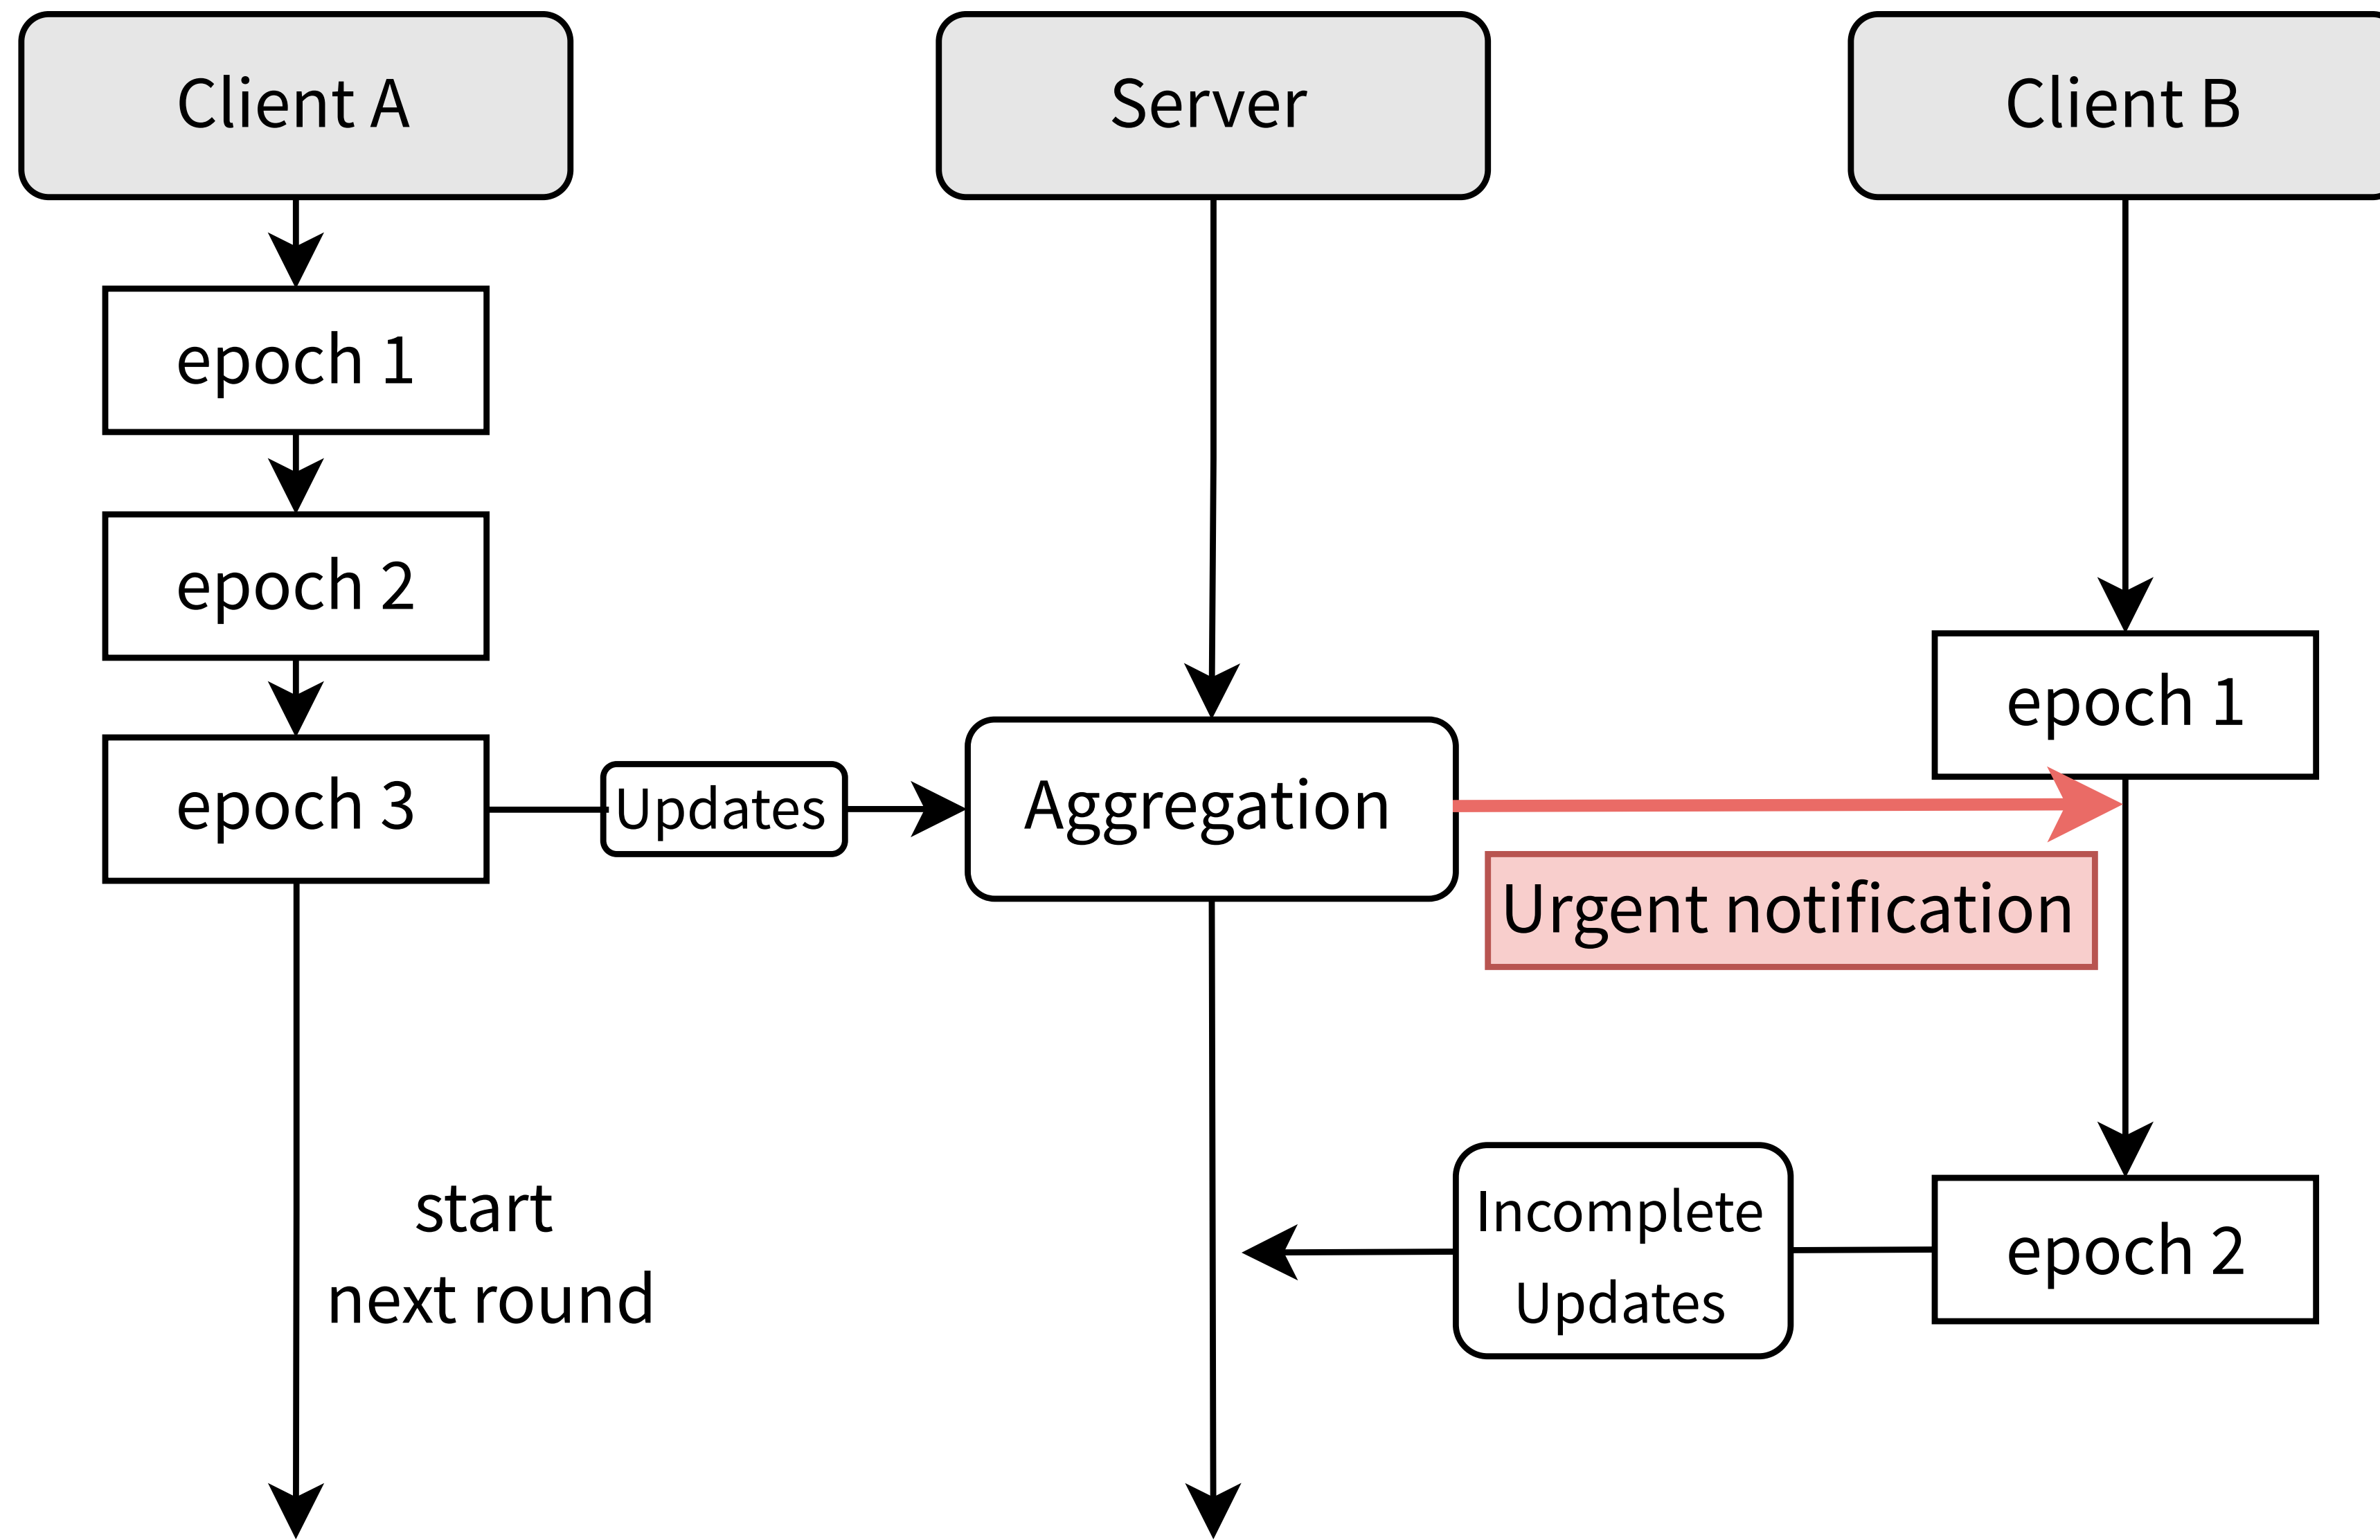 Client A
Server
Client B
epoch 1
epoch 2
epoch 1
epoch 3
Updates
Aggregation
Urgent notification
start
next round
Incomplete
Updates
epoch 2